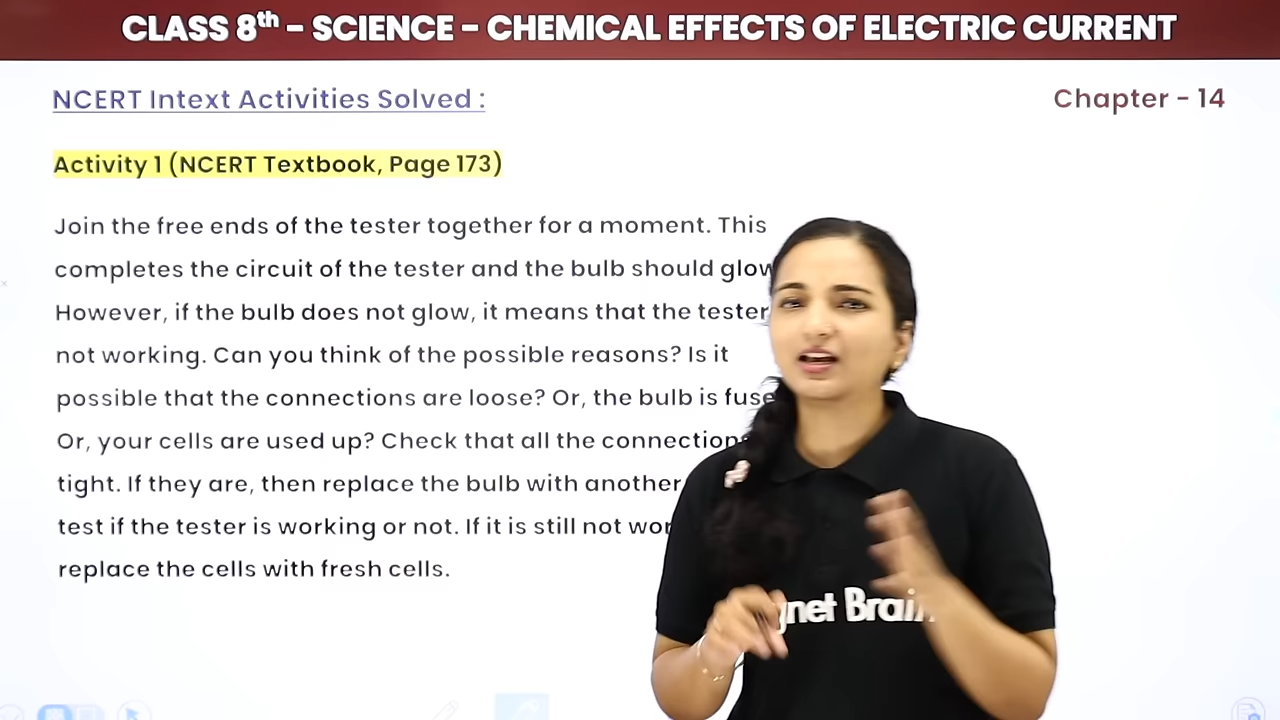 CLASS 8th - SCIENCE - CHEMICAL EFFECTS OF ELECTRIC CURRENT
NCERT Intext Activities Solved :
Chapter - 14
Activity 1 (NCERT Textbook, Page 173)
Join the free ends of the tester together for a moment. This
completes the circuit of the tester and the bulb should glow
However, if the bulb does not glow, it means that the tester
not working. Can you think of the possible reasons? Is it
possible that the connections are loose? Or, the bulb is fuse
Or, your cells are used up? Check that all the connection
tight. If they are, then replace the bulb with another
test if the tester is working or not. If it is still not wor
replace the cells with fresh cells.
gnet Brain